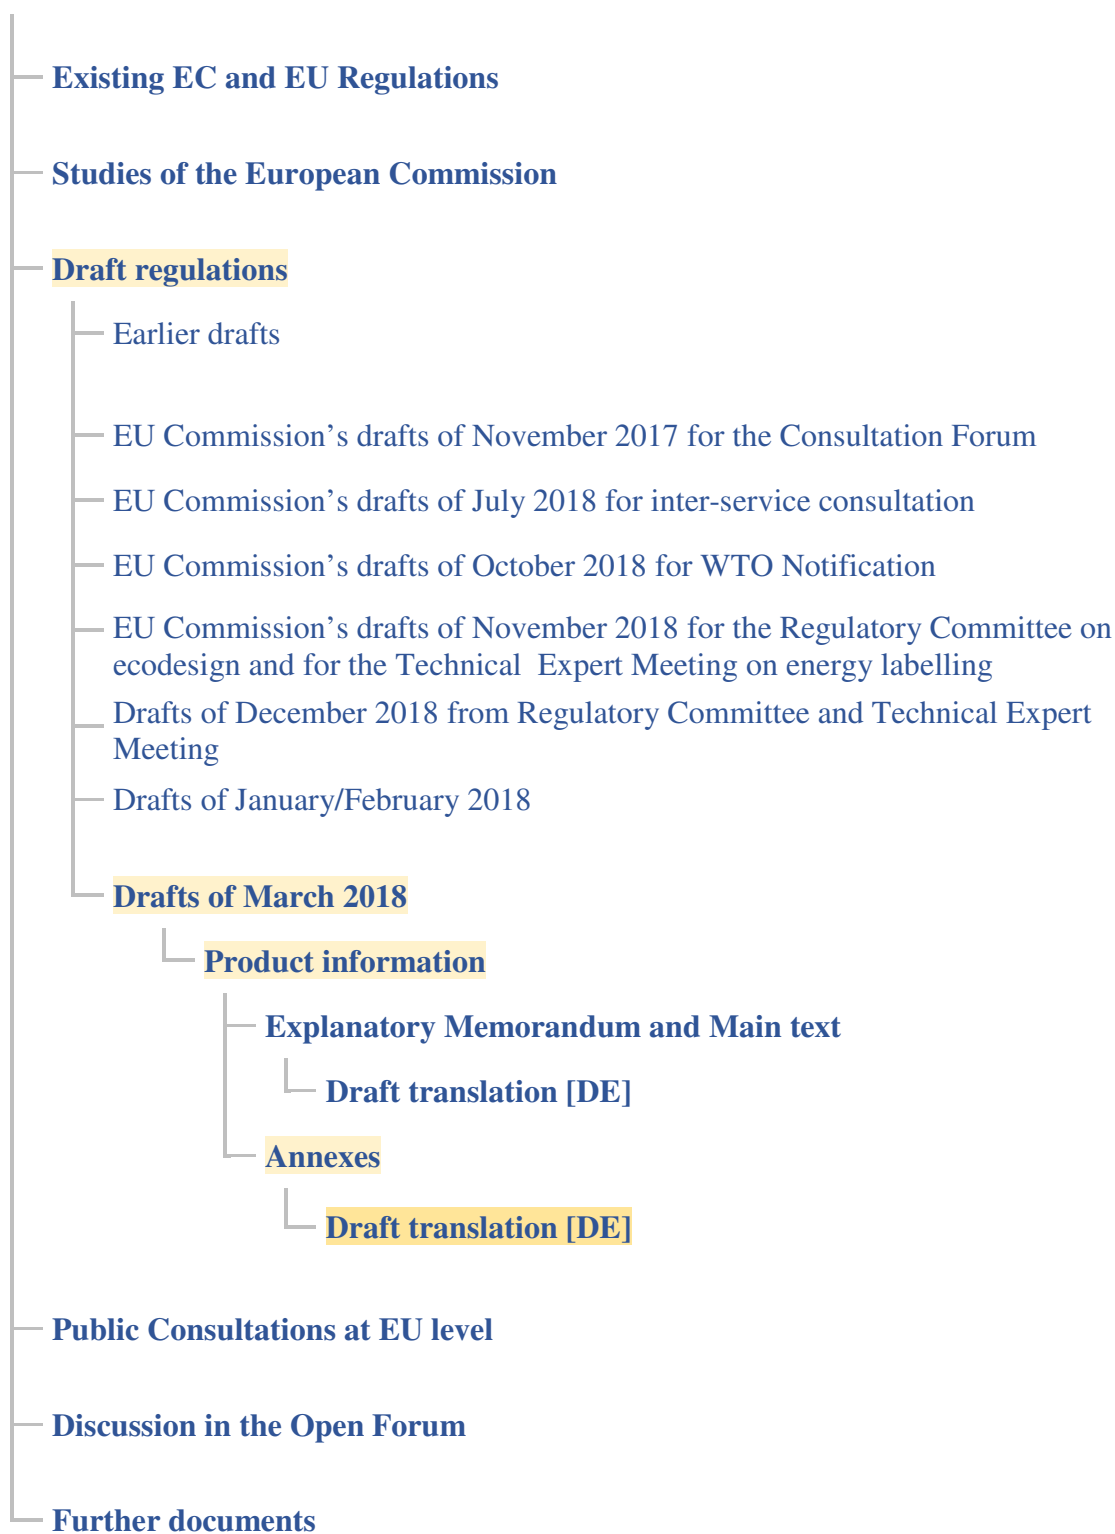 Existing EC and EU Regulations
Studies of the European Commission
Draft regulations
Earlier drafts
EU Commission’s drafts of November 2017 for the Consultation Forum
EU Commission’s drafts of July 2018 for inter-service consultation
EU Commission’s drafts of October 2018 for WTO Notification
EU Commission’s drafts of November 2018 for the Regulatory Committee on
ecodesign and for the Technical Expert Meeting on energy labelling
Drafts of December 2018 from Regulatory Committee and Technical Expert
Meeting
Drafts of January/February 2018
Drafts of March 2018
Product information
Explanatory Memorandum and Main text
Draft translation [DE]
Annexes
Draft translation [DE]
Public Consultations at EU level
Discussion in the Open Forum
Further documents